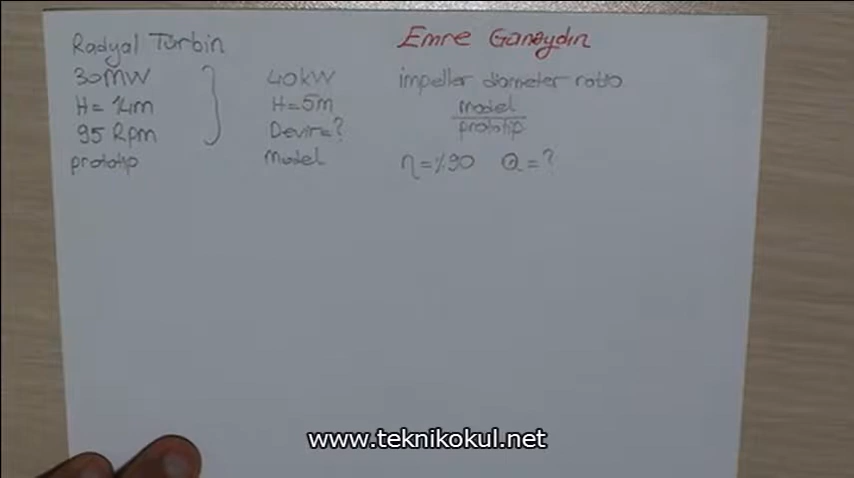 Radyal Türbin
Emre Günaydın
30MW
40kW
impeller diameter ratio
H= 14m
H=5m
model
95 Rpm
Devir=?
prototip
prototip
Model
η=%90 Q=?
www.teknikokul.net